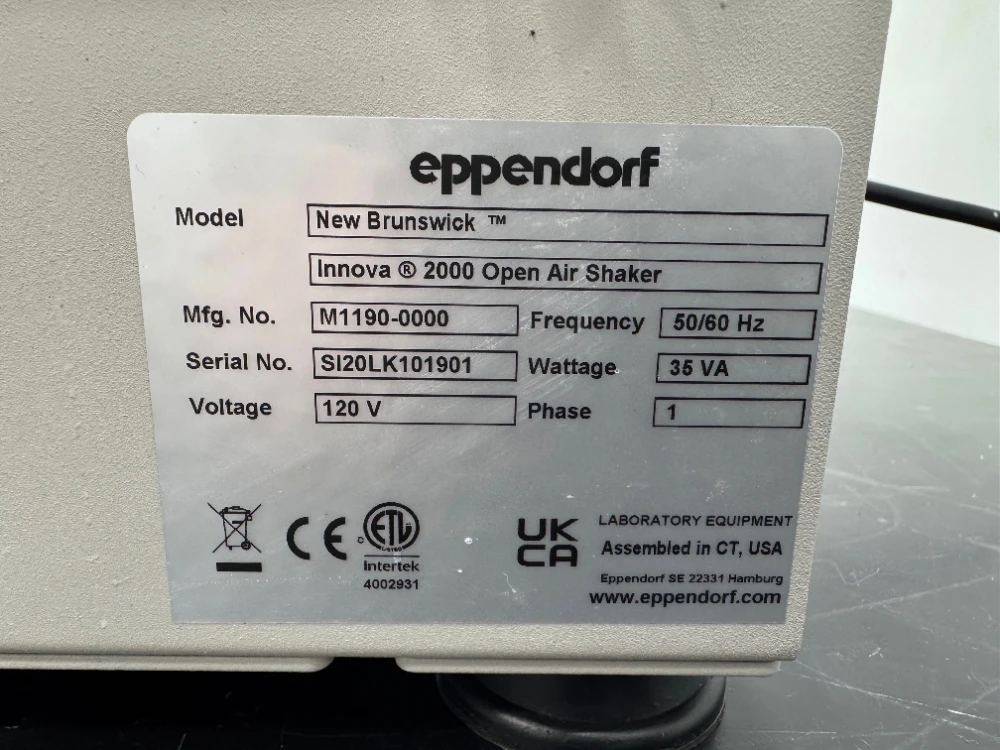 eppendorf
Model New Brunswick ™
Innova ® 2000 Open Air Shaker
Mfg. No. M1190-0000 Frequency 50/60 Hz
Serial No. SI20LK101901 Wattage 35 VA
Voltage 120 V Phase 1
CE
ETL
LISTED
Intertek
4002931
UK
CA
LABORATORY EQUIPMENT
Assembled in CT, USA
Eppendorf SE 22331 Hamburg
www.eppendorf.com